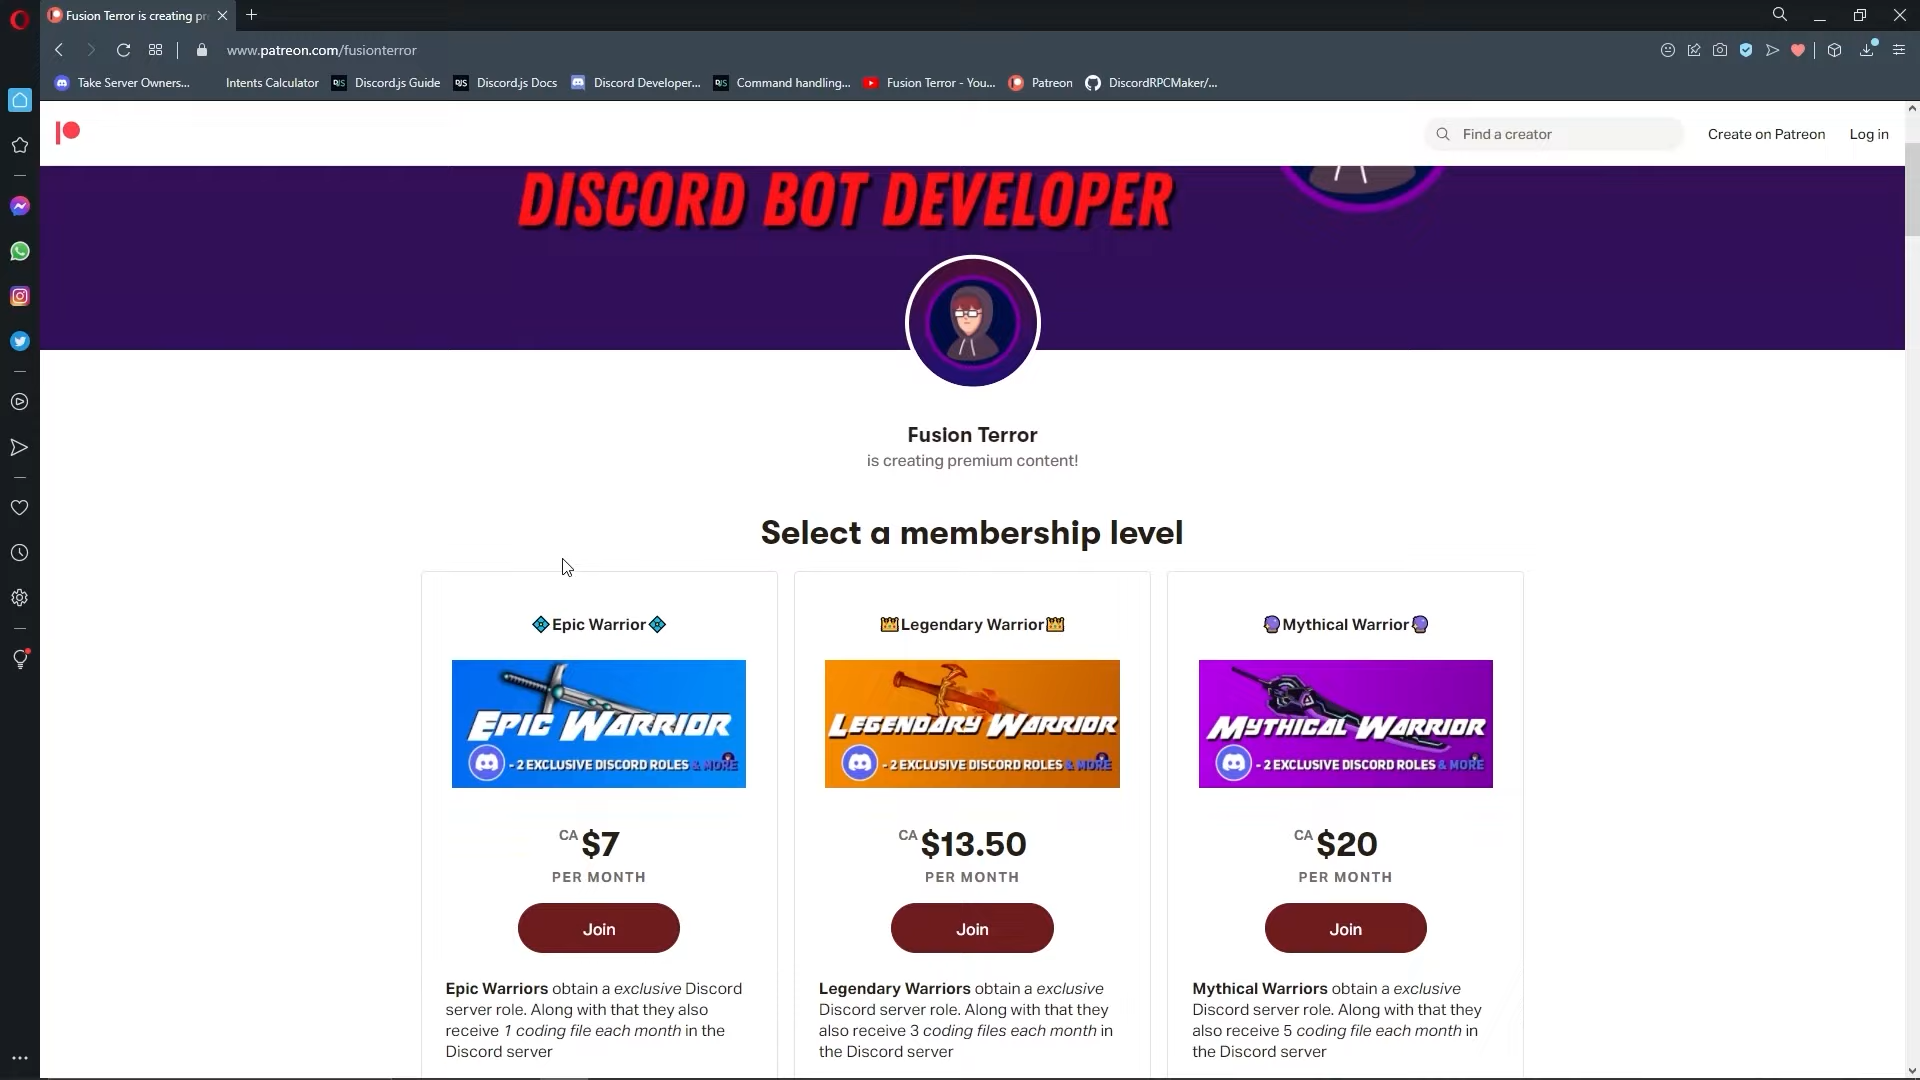 Fusion Terror is creating pr
www.patreon.com/fusionterror
Take Server Owners... Intents Calculator Discord.js Guide Discord.js Docs Discord Developer... Command handling... Fusion Terror - You... Patreon DiscordRPCMaker/...
Find a creator Create on Patreon Log in
DISCORD BOT DEVELOPER
Fusion Terror
is creating premium content!
Select a membership level
Epic Warrior
EPIC WARRIOR
- 2 EXCLUSIVE DISCORD ROLES & MORE
CA $7
PER MONTH
Join
Epic Warriors obtain a exclusive Discord
server role. Along with that they also
receive 1 coding file each month in the
Discord server
Legendary Warrior
LEGENDARY WARRIOR
- 2 EXCLUSIVE DISCORD ROLES & MORE
CA $13.50
PER MONTH
Join
Legendary Warriors obtain a exclusive
Discord server role. Along with that they
also receive 3 coding files each month in
the Discord server
Mythical Warrior
MYTHICAL WARRIOR
- 2 EXCLUSIVE DISCORD ROLES & MORE
CA $20
PER MONTH
Join
Mythical Warriors obtain a exclusive
Discord server role. Along with that they
also receive 5 coding file each month in
the Discord server